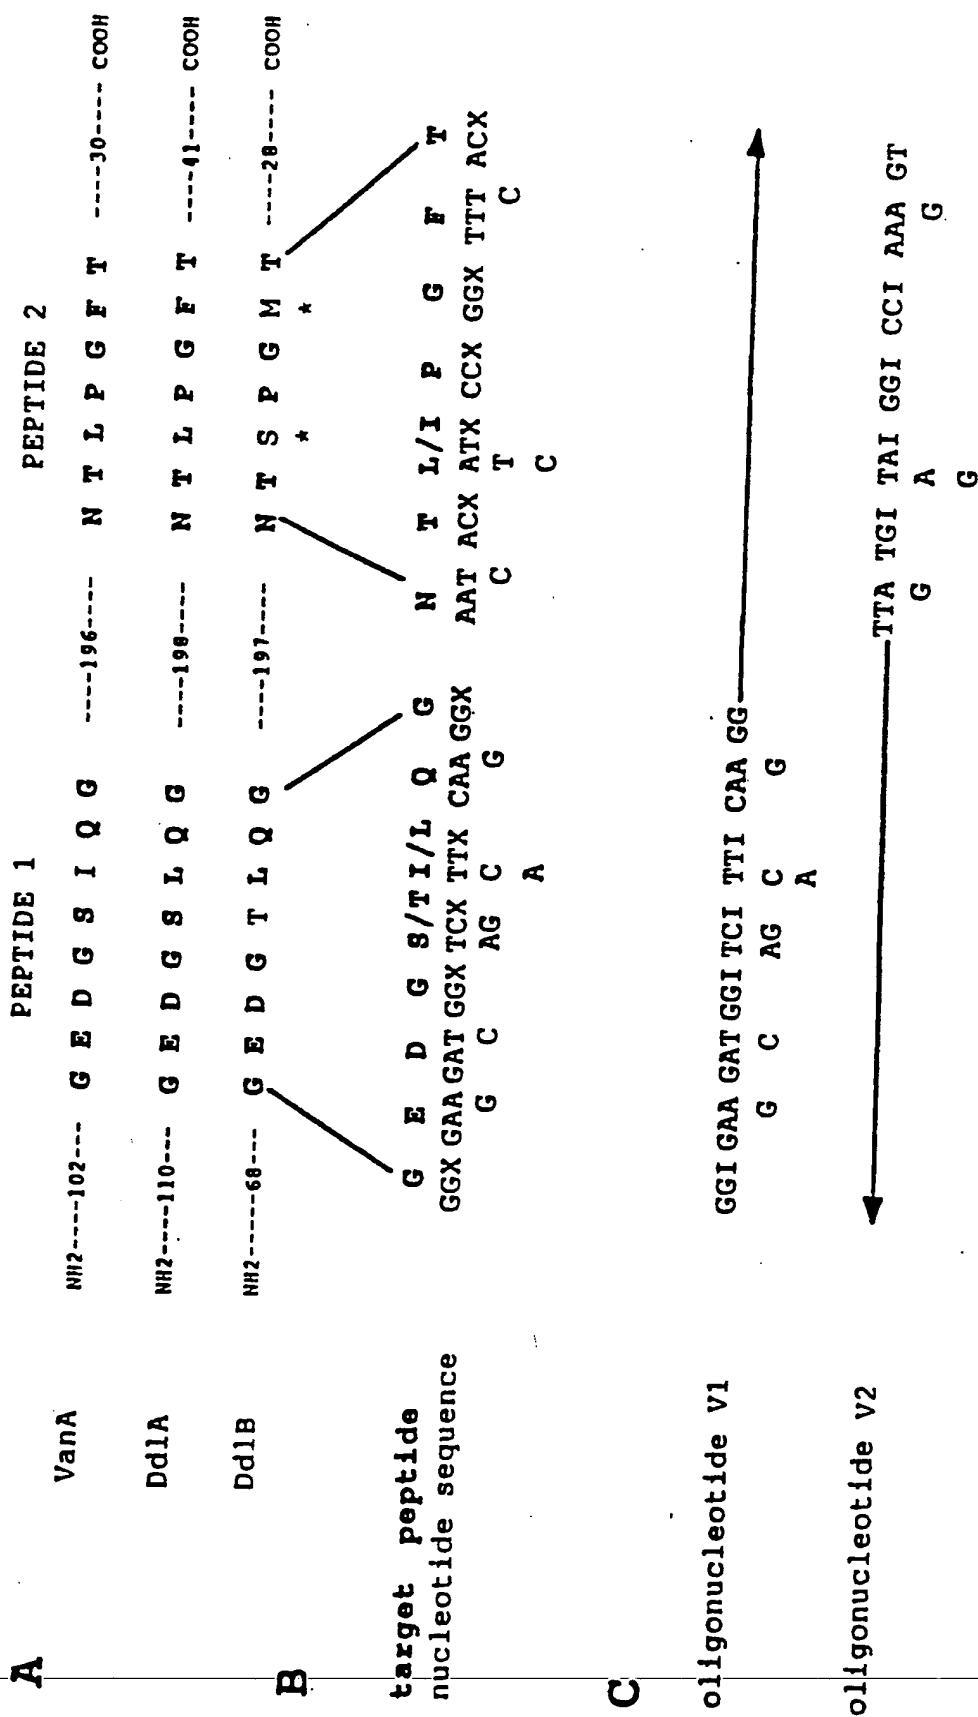 A
PEPTIDE 1 PEPTIDE 2
VanA NH2----102--- G E D G S I Q G ----196---- N T L P G F T ----30---- COOH
DdlA NH2----110--- G E D G S L Q G ----198---- N T L P G F T ----41---- COOH
DdlB NH2-----68--- G E D G T L Q G ----197---- N T S P G M T -----28---- COOH
* *
B
target peptide G E D G S/T I/L Q G N T L/I P G F T
nucleotide sequence GGX GAA GAT GGX TCX TTX CAA GGX AAT ACX ATX CCX GGX TTT ACX
G C AG C G C T C
A C
C
oligonucleotide V1 GGI GAA GAT GGI TCI TTI CAA GG
G C AG C G
A
oligonucleotide V2 TTA TGI TAI GGI CCI AAA GT
G A G
G